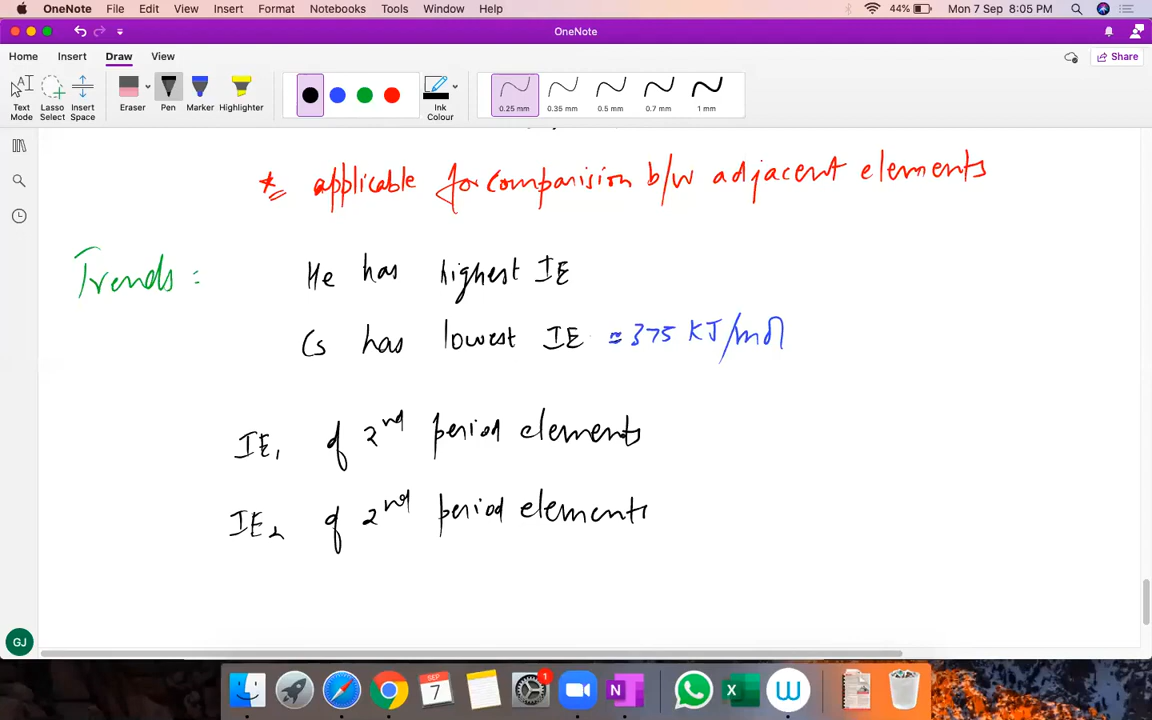 OneNote File Edit View Insert Format Notebooks Tools Window Help 44% Mon 7 Sep 8:05 PM
OneNote
Home Insert Draw View Share
Text Mode Lasso Select Insert Space Eraser Pen Marker Highlighter Ink Colour 0.25 mm 0.35 mm 0.5 mm 0.7 mm 1 mm
* applicable for comparision b/w adjacent elements
Trends : He has highest IE
Cs has lowest IE ≈ 375 KJ/mol
IE₁ of 2nd period elements
IE₂ of 2nd period elements
GJ
SEP 7 1 N X W